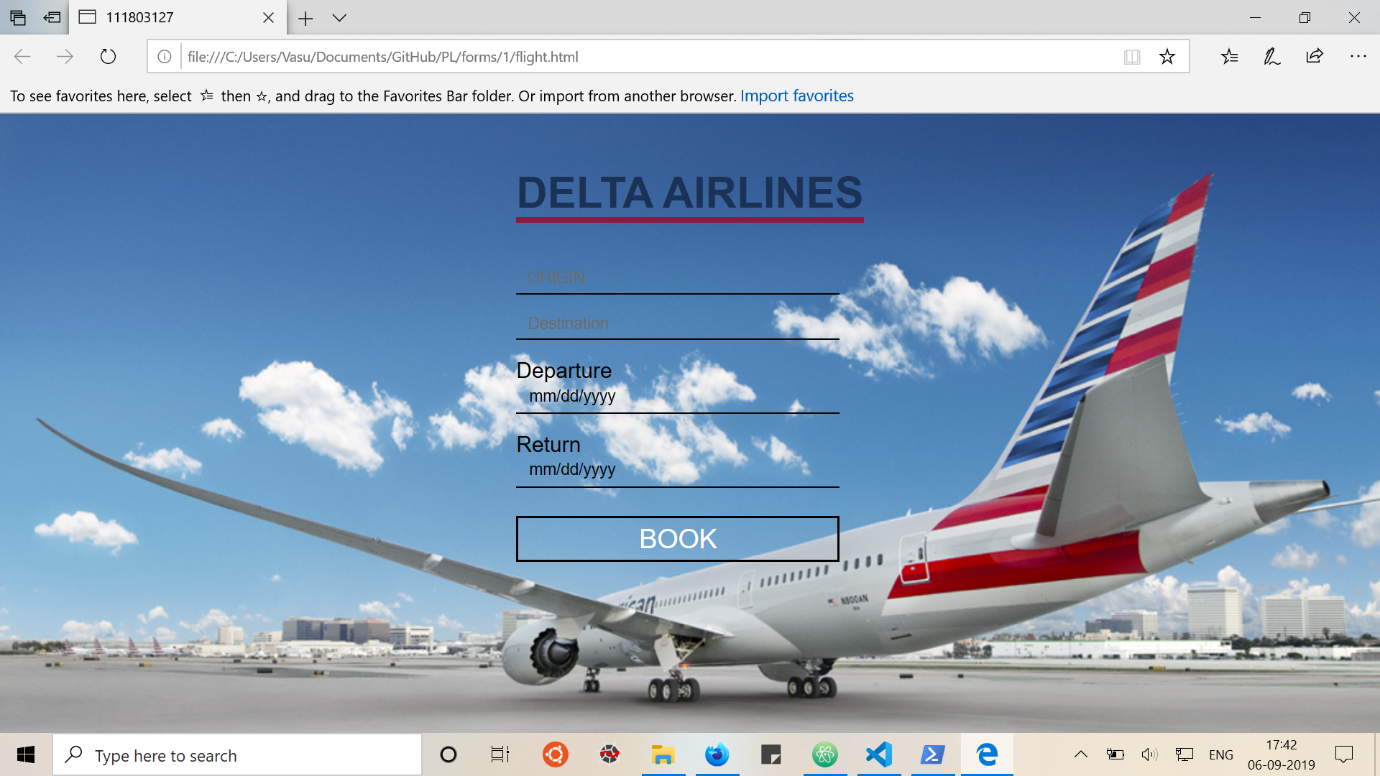 111803127
file:///C:/Users/Vasu/Documents/GitHub/PL/forms/1/flight.html
To see favorites here, select then , and drag to the Favorites Bar folder. Or import from another browser. Import favorites
DELTA AIRLINES
ORIGIN
Destination
Departure
mm/dd/yyyy
Return
mm/dd/yyyy
BOOK
N800AN
Type here to search
ENG
17:42
06-09-2019